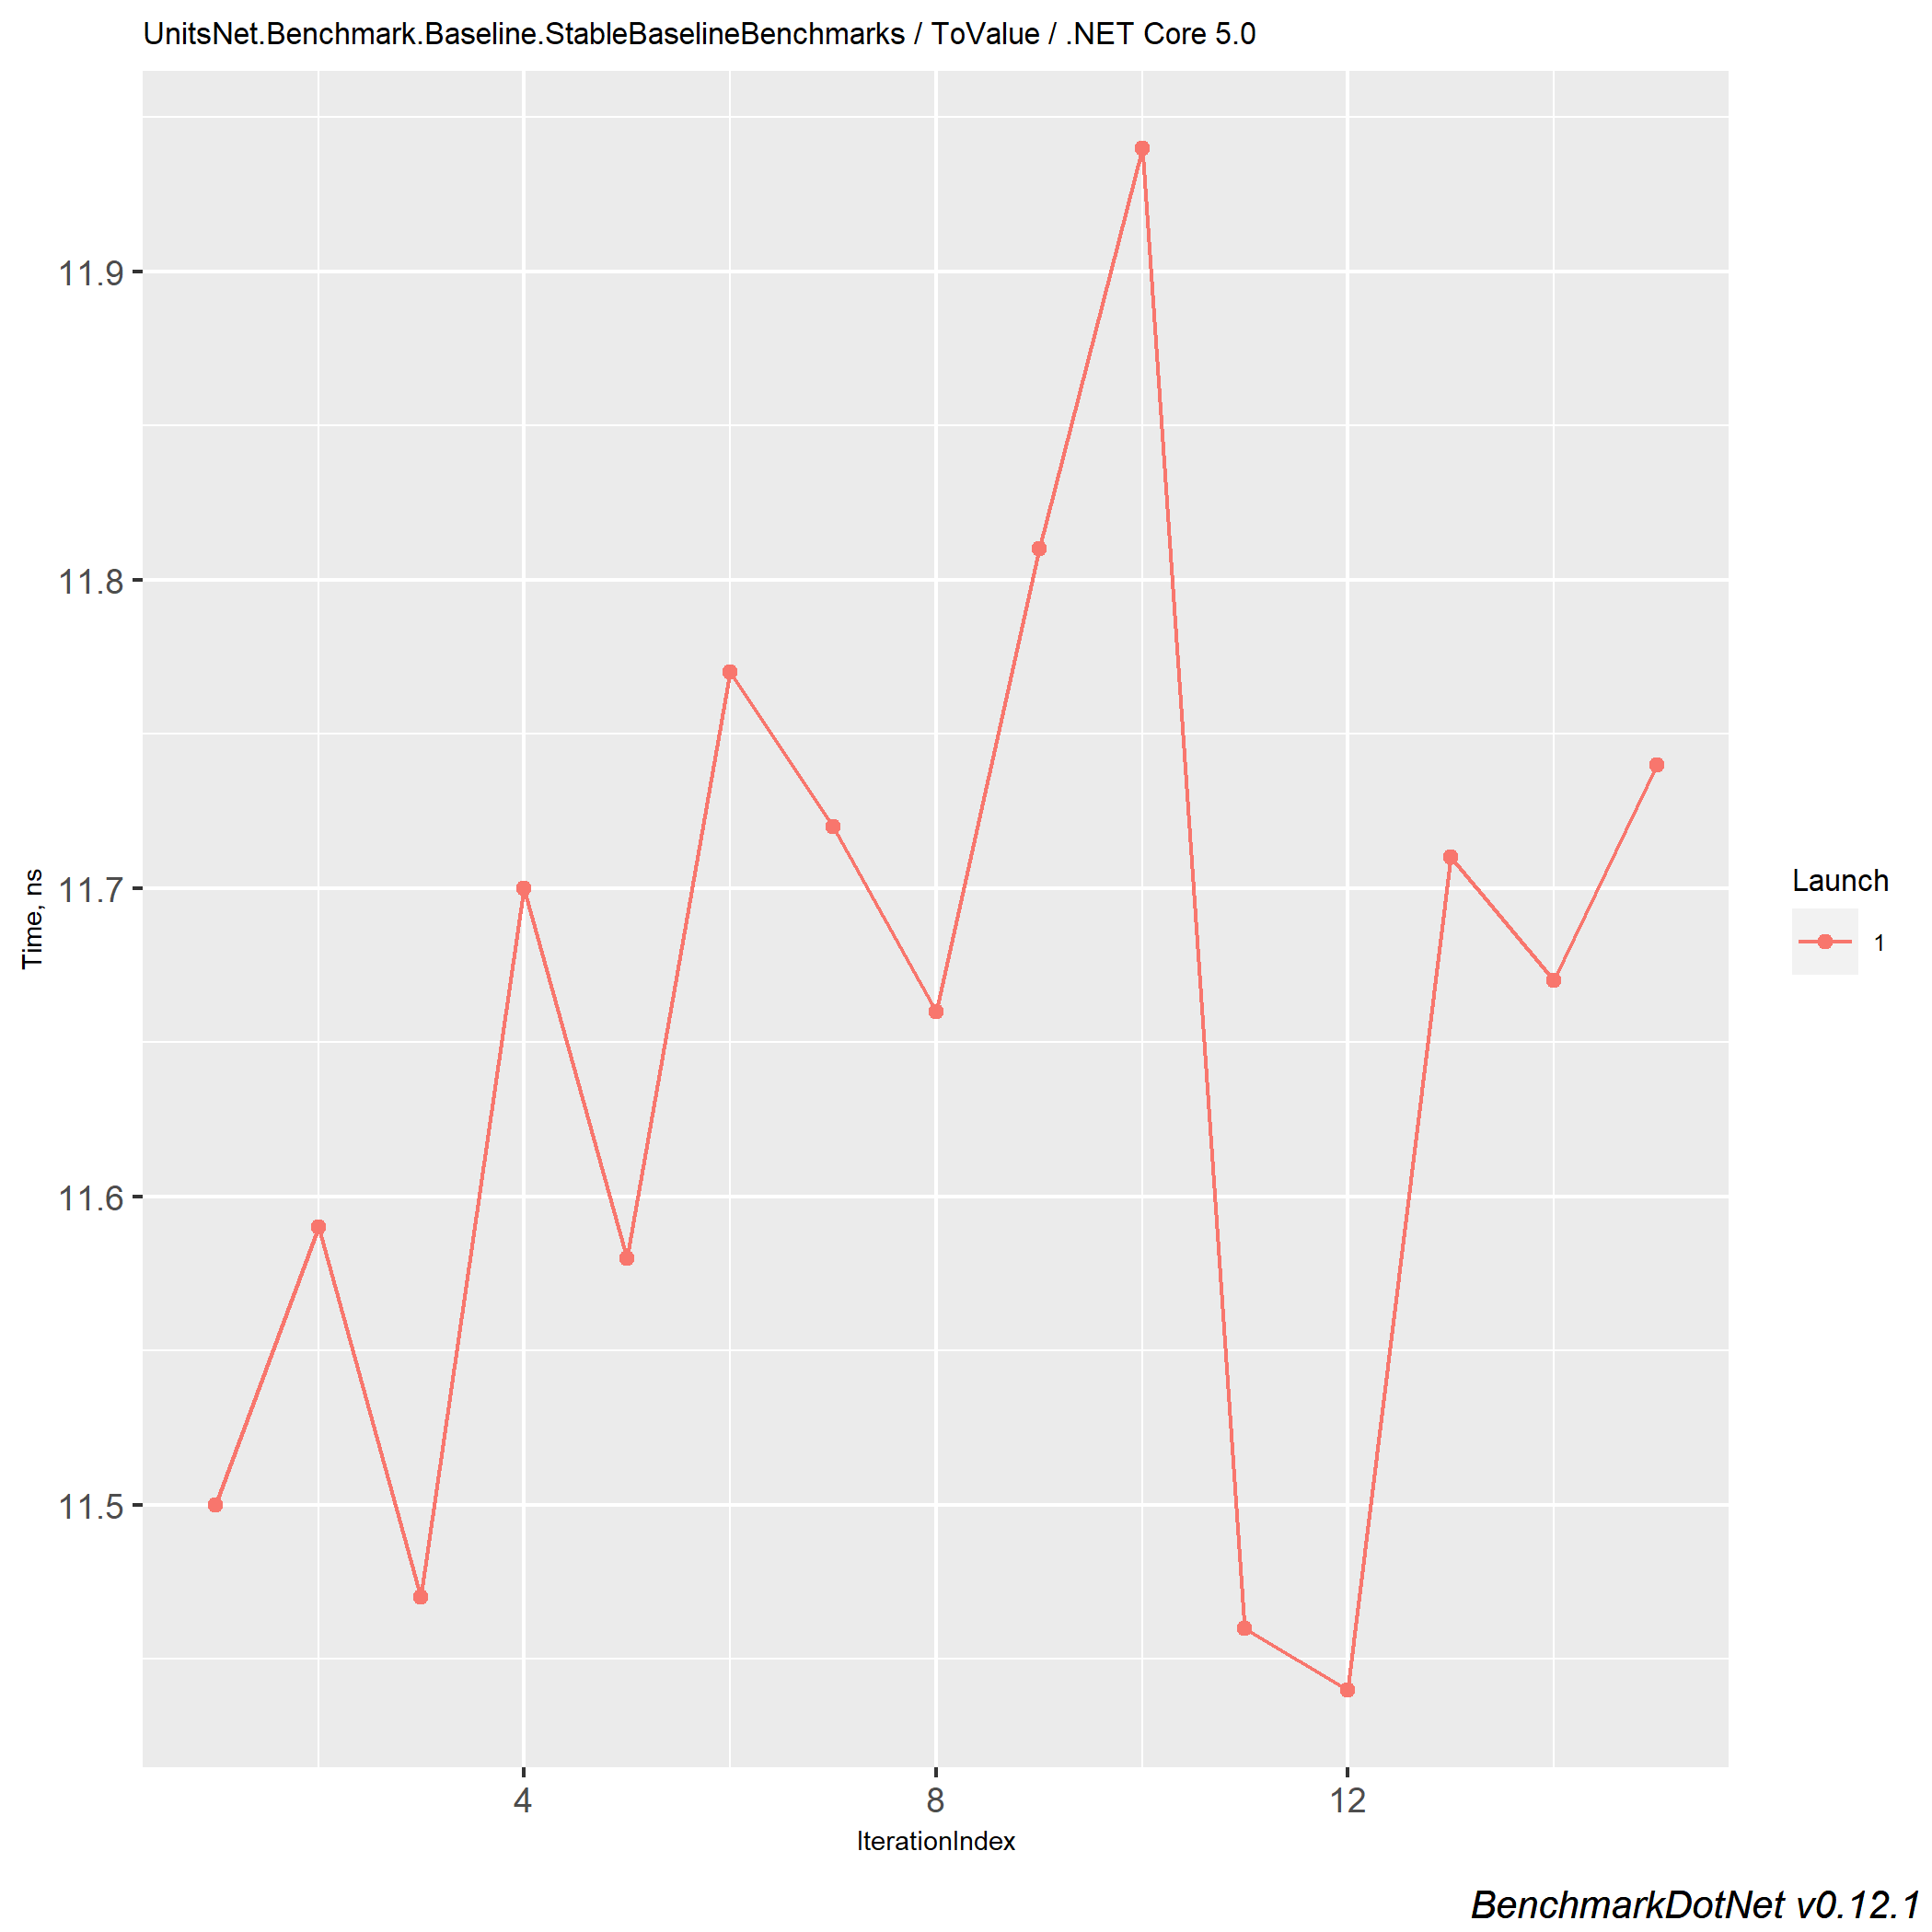 UnitsNet.Benchmark.Baseline.StableBaselineBenchmarks / ToValue / .NET Core 5.0
Time, ns
11.9
11.8
11.7
11.6
11.5
4
8
12
IterationIndex
Launch
1
BenchmarkDotNet v0.12.1